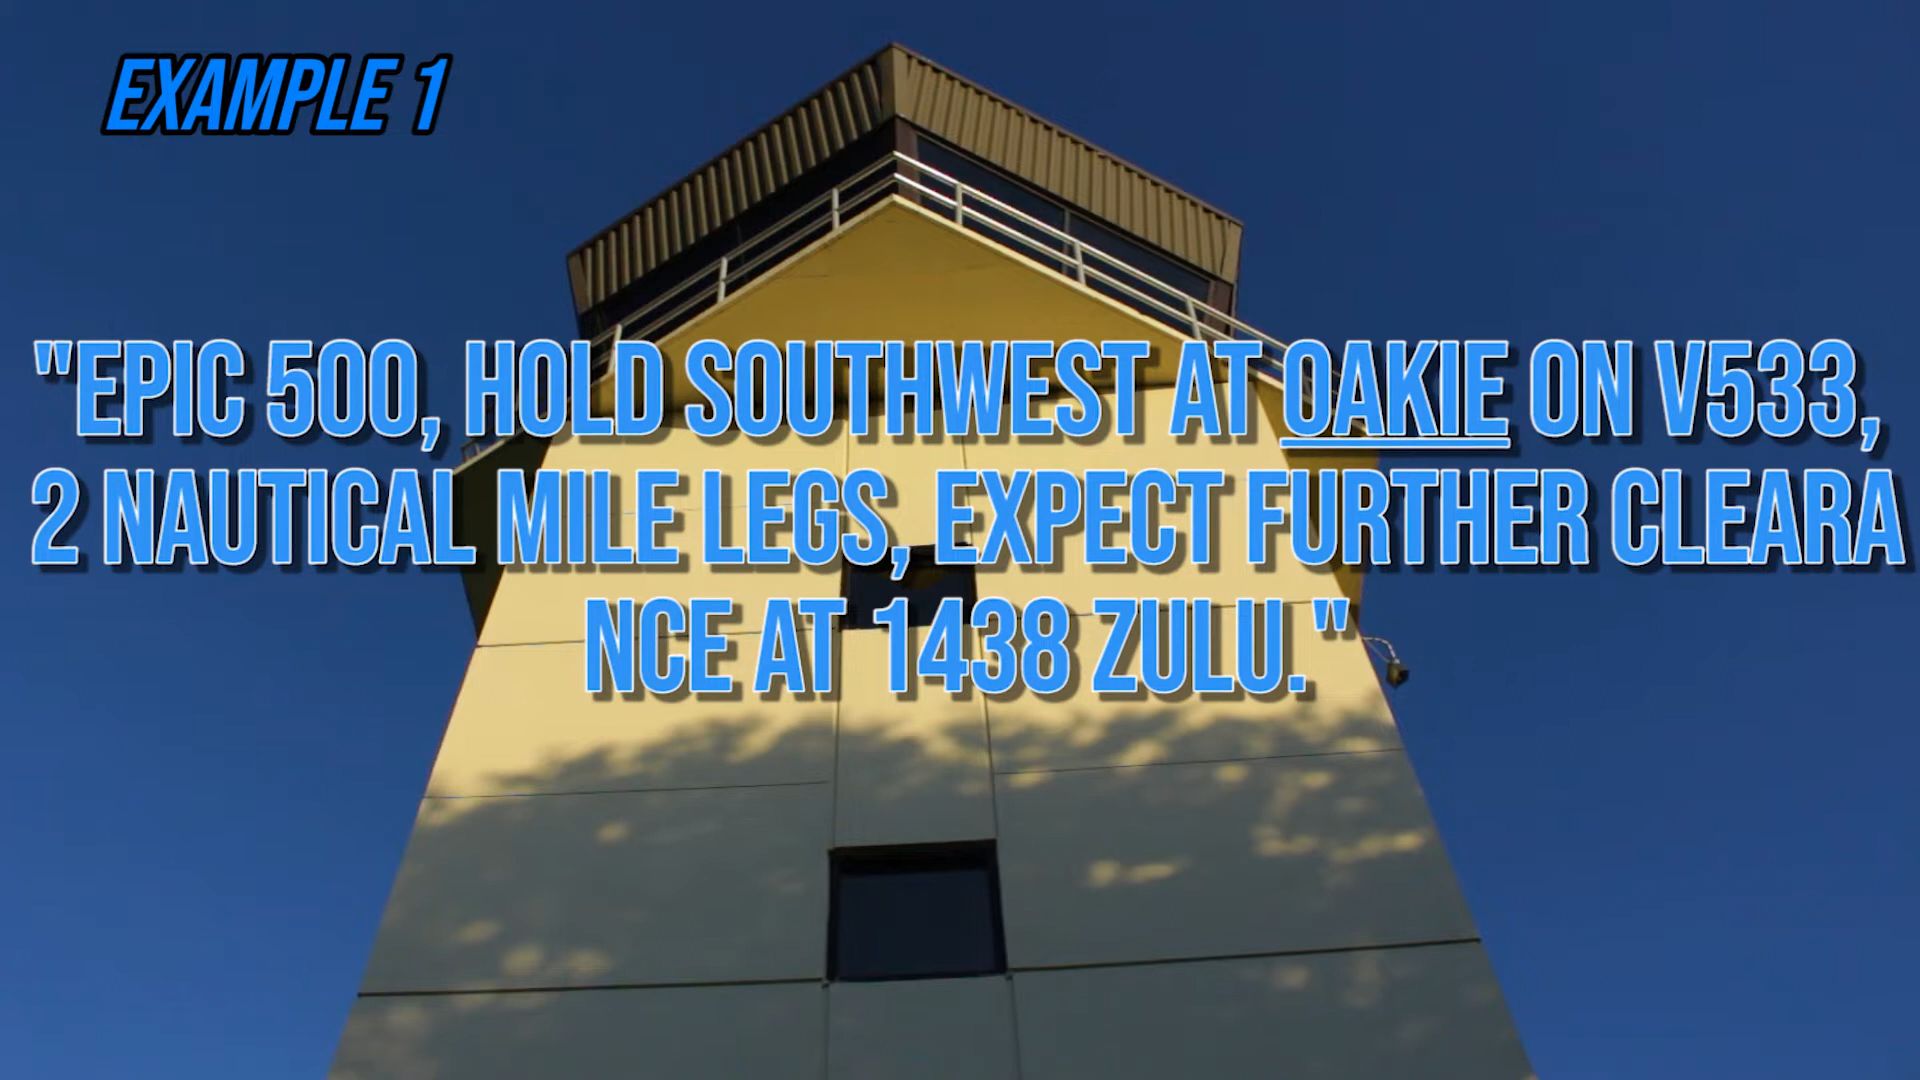 EXAMPLE 1
"EPIC 500, HOLD SOUTHWEST AT OAKIE ON V533,
2 NAUTICAL MILE LEGS, EXPECT FURTHER CLEARA
NCE AT 1438 ZULU."